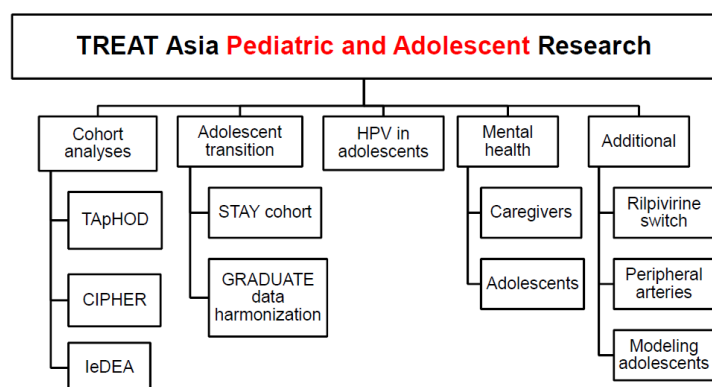 TREAT Asia Pediatric and Adolescent Research
Cohort
analyses
TApHOD
CIPHER
IeDEA
Adolescent
transition
STAY cohort
GRADUATE
data
harmonization
HPV in
adolescents
Mental
health
Caregivers
Adolescents
Additional
Rilpivirine
switch
Peripheral
arteries
Modeling
adolescents